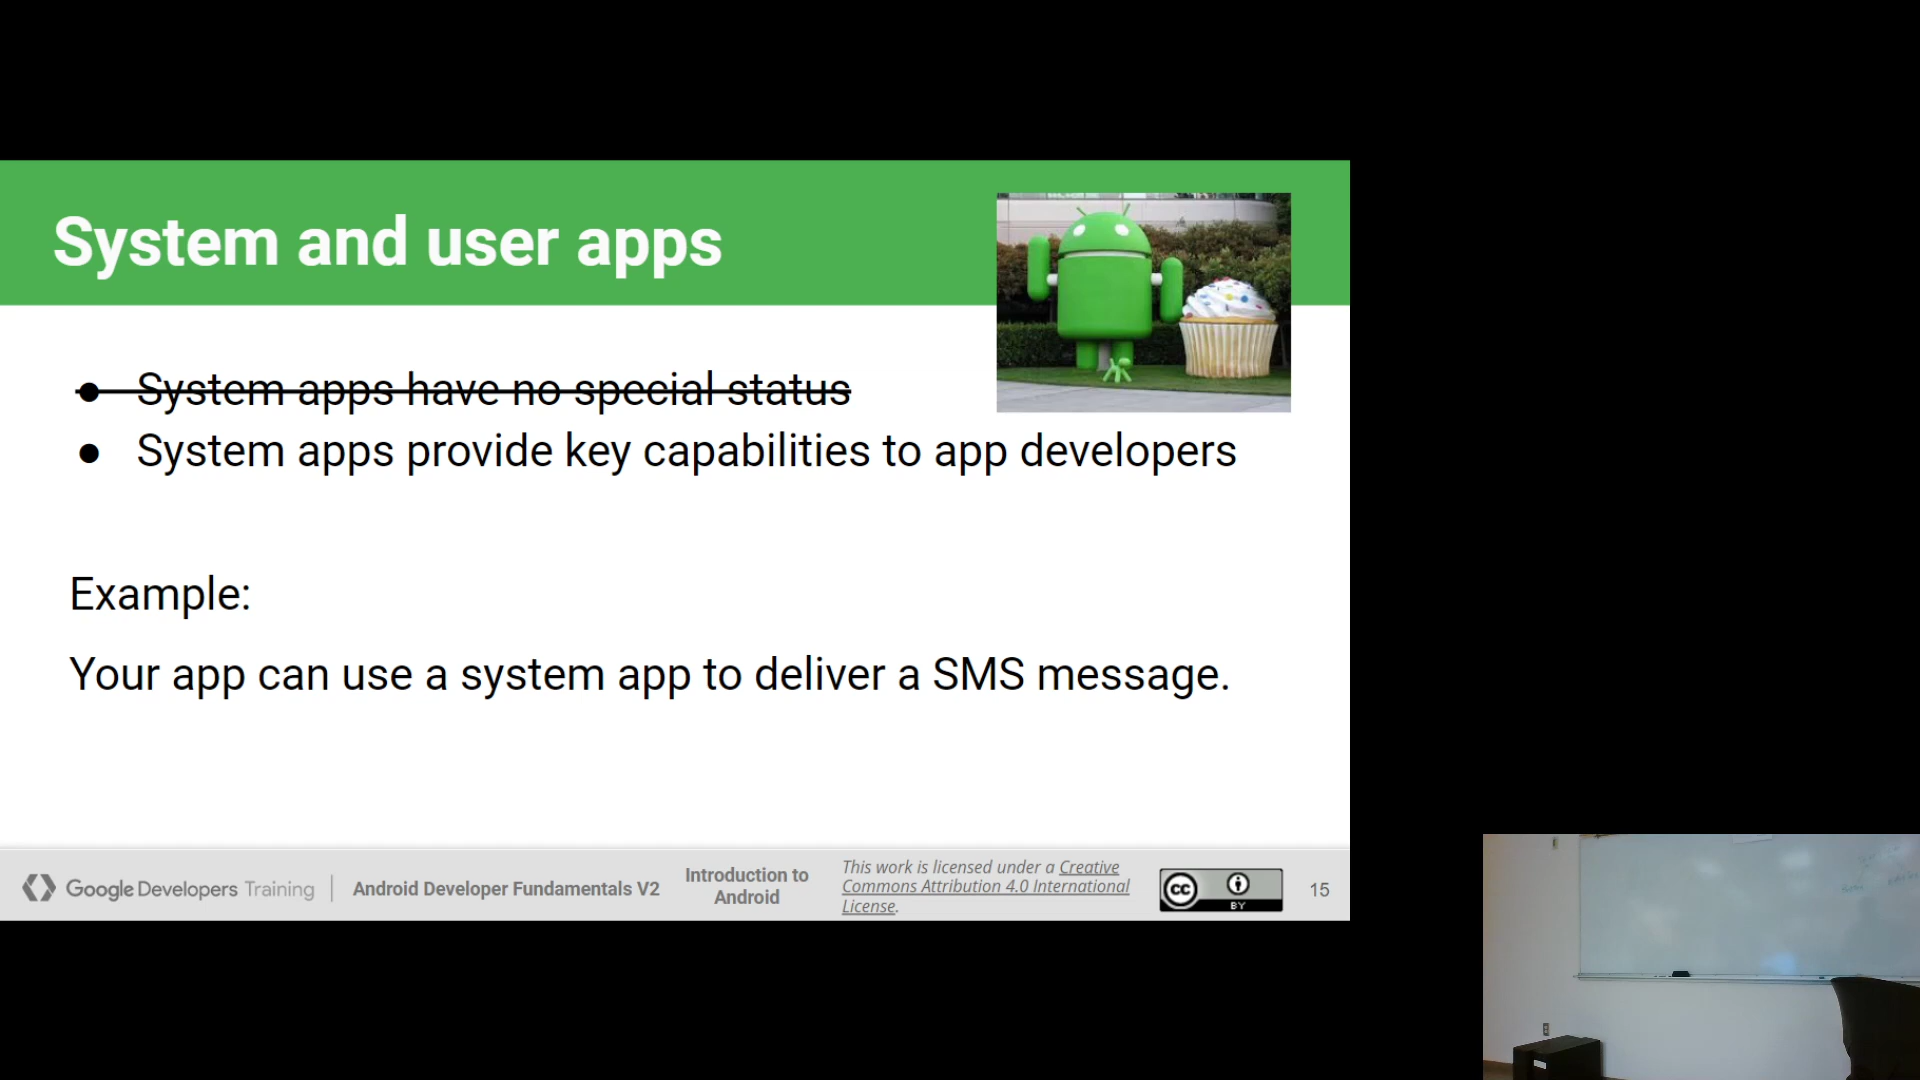 System and user apps
● System apps have no special status
● System apps provide key capabilities to app developers
Example:
Your app can use a system app to deliver a SMS message.
Google Developers Training
Android Developer Fundamentals V2
Introduction to
Android
This work is licensed under a Creative
Commons Attribution 4.0 International
License.
cc
BY
15